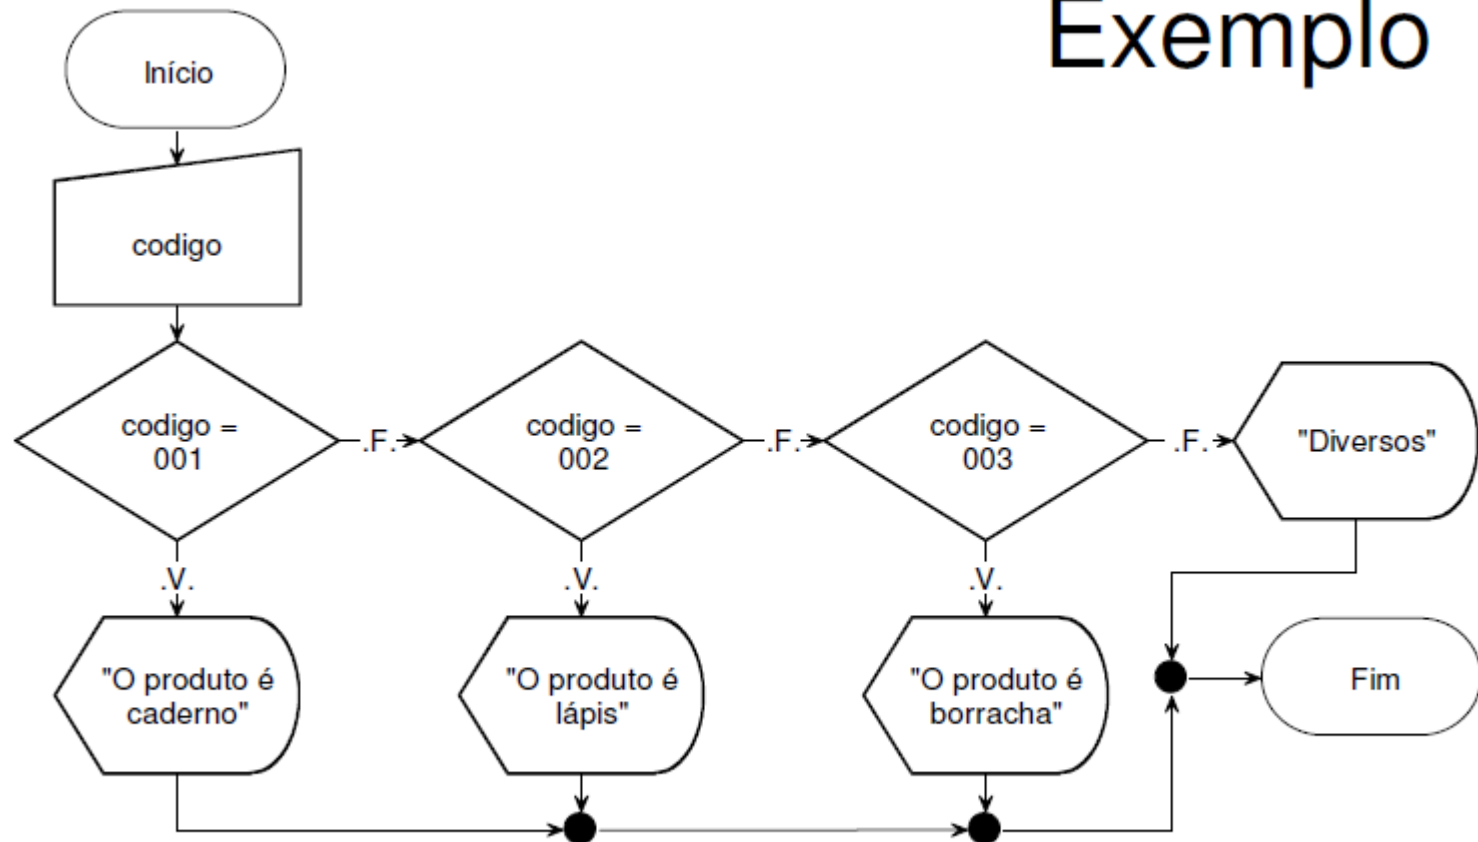 Exemplo
Início
codigo
codigo =
001
.F.
codigo =
002
.F.
codigo =
003
.F.
"Diversos"
.V.
.V.
.V.
"O produto é
caderno"
"O produto é
lápis"
"O produto é
borracha"
Fim